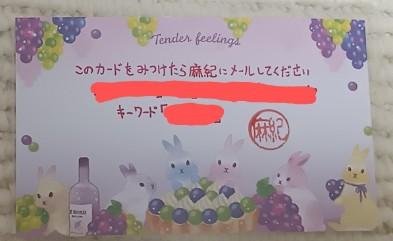 Tender feelings
このカードをみつけたら麻紀にメールしてください
キーワード「
麻紀